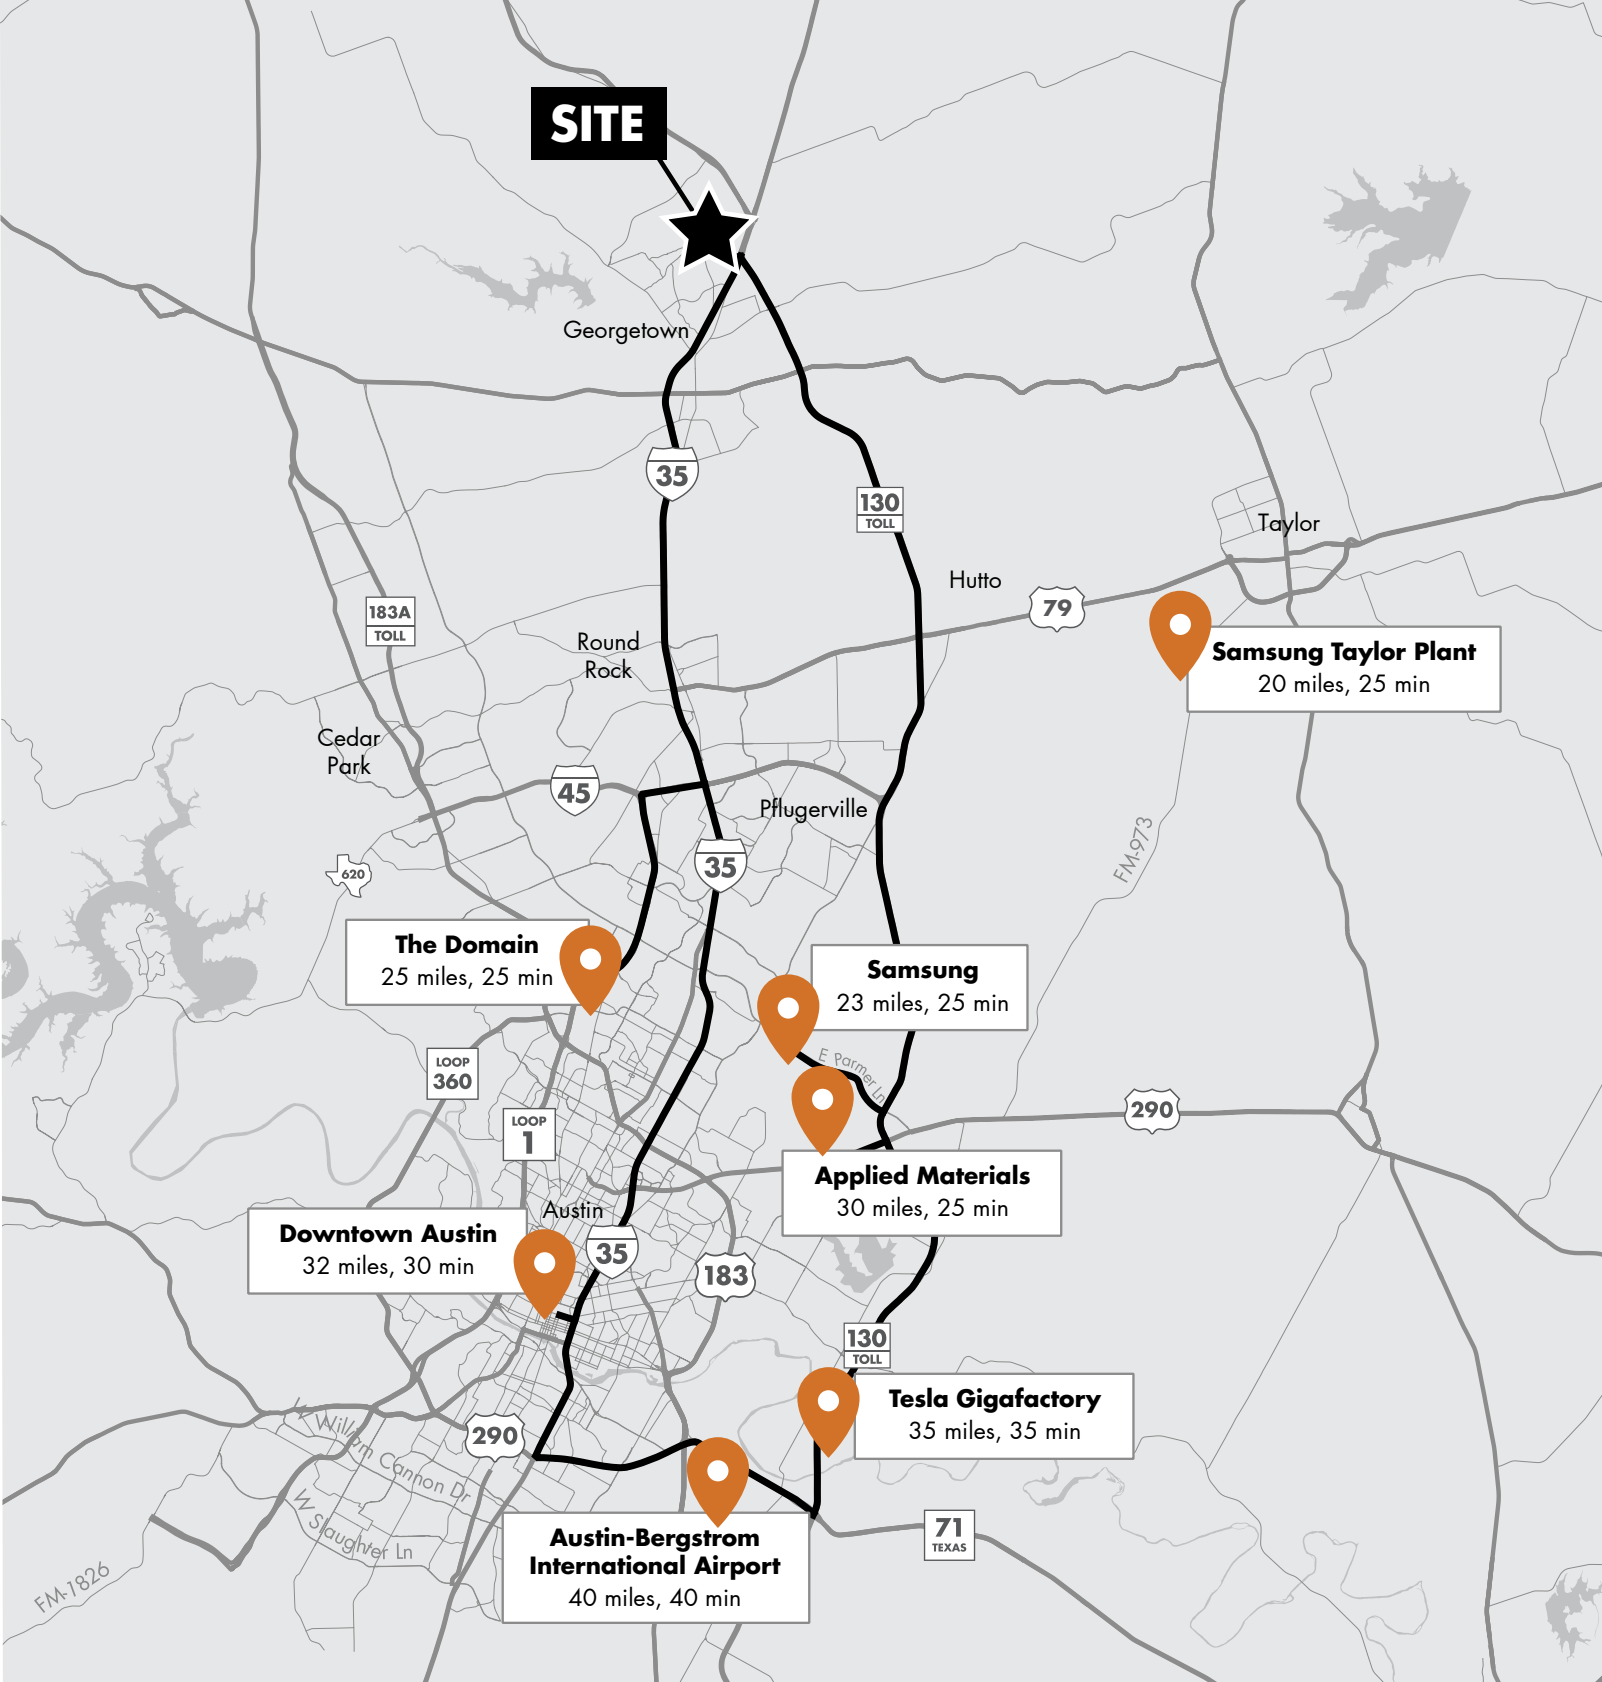 SITE
Georgetown
35
130
TOLL
Taylor
Hutto
79
183A
TOLL
Round
Rock
Samsung Taylor Plant
20 miles, 25 min
Cedar
Park
45
Pflugerville
35
FM-973
620
The Domain
25 miles, 25 min
Samsung
23 miles, 25 min
E Parmer Ln
LOOP
360
290
LOOP
1
Applied Materials
30 miles, 25 min
Austin
Downtown Austin
32 miles, 30 min
35
183
130
TOLL
Tesla Gigafactory
35 miles, 35 min
W William Cannon Dr
290
W Slaughter Ln
71
TEXAS
Austin-Bergstrom
International Airport
40 miles, 40 min
FM-1826